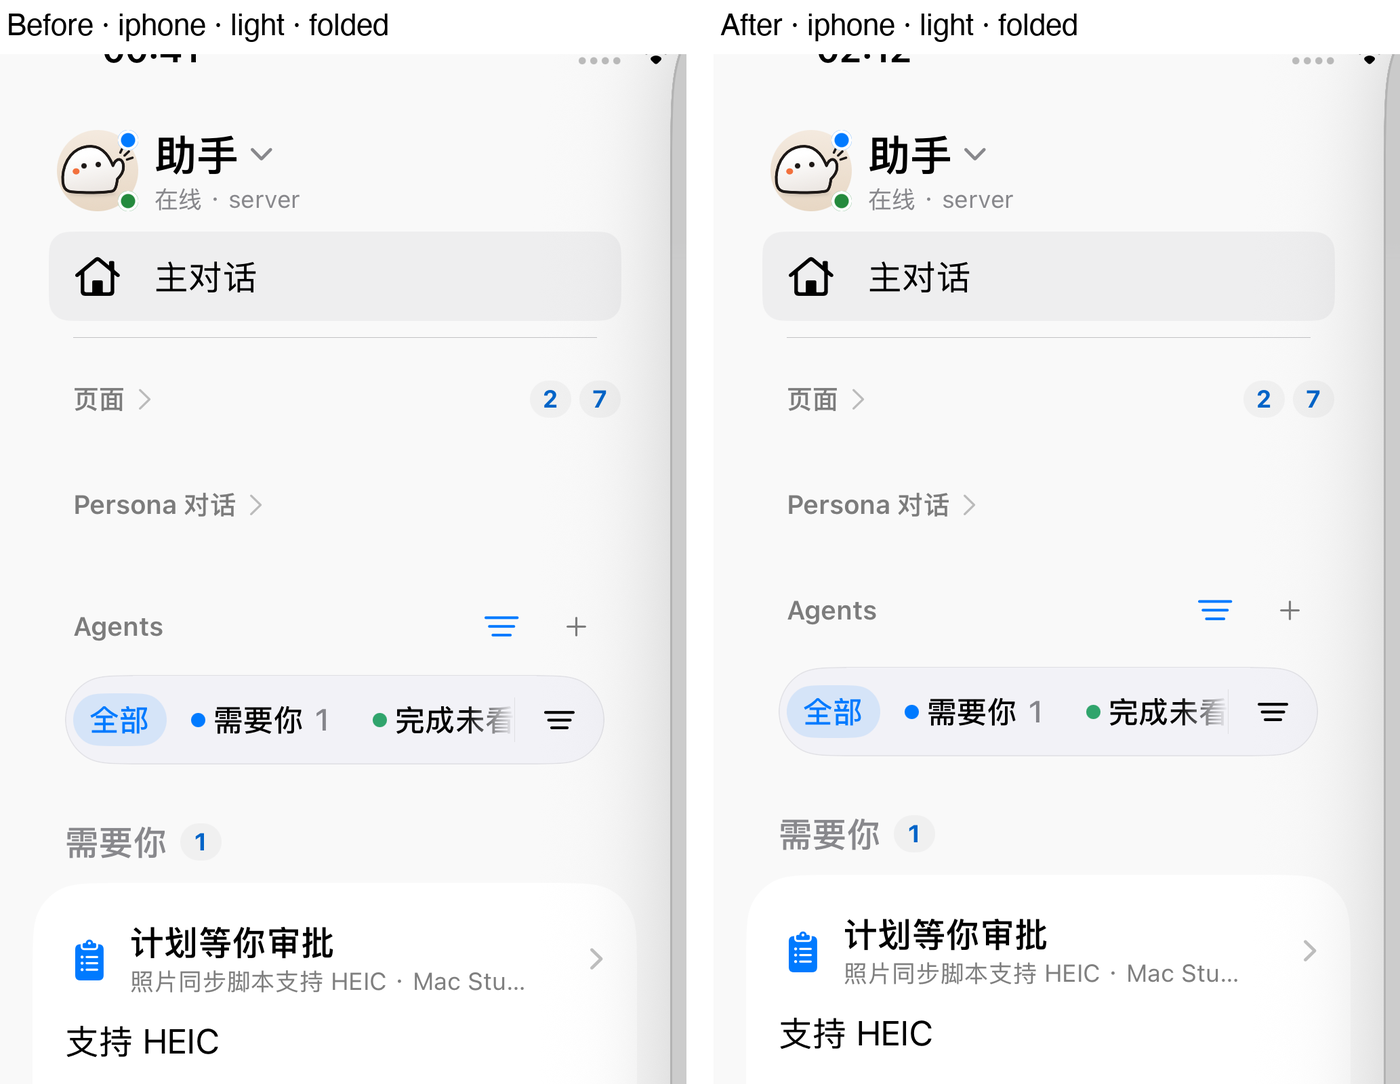 Before · iphone · light · folded
助手
在线 · server
主对话
页面
2 7
Persona 对话
Agents
全部 需要你 1 完成未看
需要你 1
计划等你审批
照片同步脚本支持 HEIC · Mac Stu...
支持 HEIC
After · iphone · light · folded
助手
在线 · server
主对话
页面
2 7
Persona 对话
Agents
全部 需要你 1 完成未看
需要你 1
计划等你审批
照片同步脚本支持 HEIC · Mac Stu...
支持 HEIC